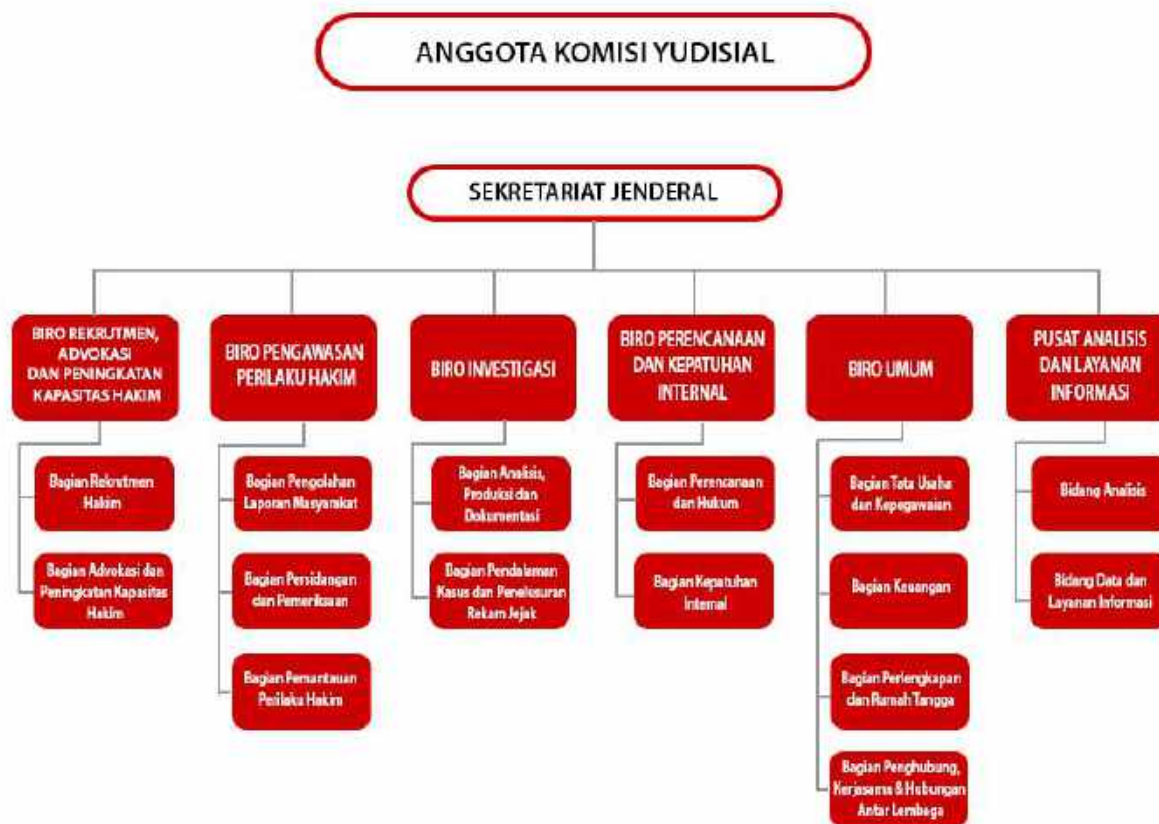 ANGGOTA KOMISI YUDISIAL
SEKRETARIAT JENDERAL
BIRO REKRUTMEN,
ADVOKASI
DAN PENINGKATAN
KAPASITAS HAKIM
Bagian Rekrutmen
Hakim
Bagian Advokasi dan
Peningkatan Kapasitas
Hakim
BIRO PENGAWASAN
PERILAKU HAKIM
Bagian Pengolahan
Laporan Masyarakat
Bagian Persidangan
dan Pemeriksaan
Bagian Pemantauan
Perilaku Hakim
BIRO INVESTIGASI
Bagian Analisis,
Produksi dan
Dokumentasi
Bagian Pendalaman
Kasus dan Penelusuran
Rekam Jejak
BIRO PERENCANAAN
DAN KEPATUHAN
INTERNAL
Bagian Perencanaan
dan Hukum
Bagian Kepatuhan
Internal
BIRO UMUM
Bagian Tata Usaha
dan Kepegawaian
Bagian Keuangan
Bagian Perlengkapan
dan Rumah Tangga
Bagian Penghubung,
Kerjasama & Hubungan
Antar Lembaga
PUSAT ANALISIS
DAN LAYANAN
INFORMASI
Bidang Analisis
Bidang Data dan
Layanan Informasi